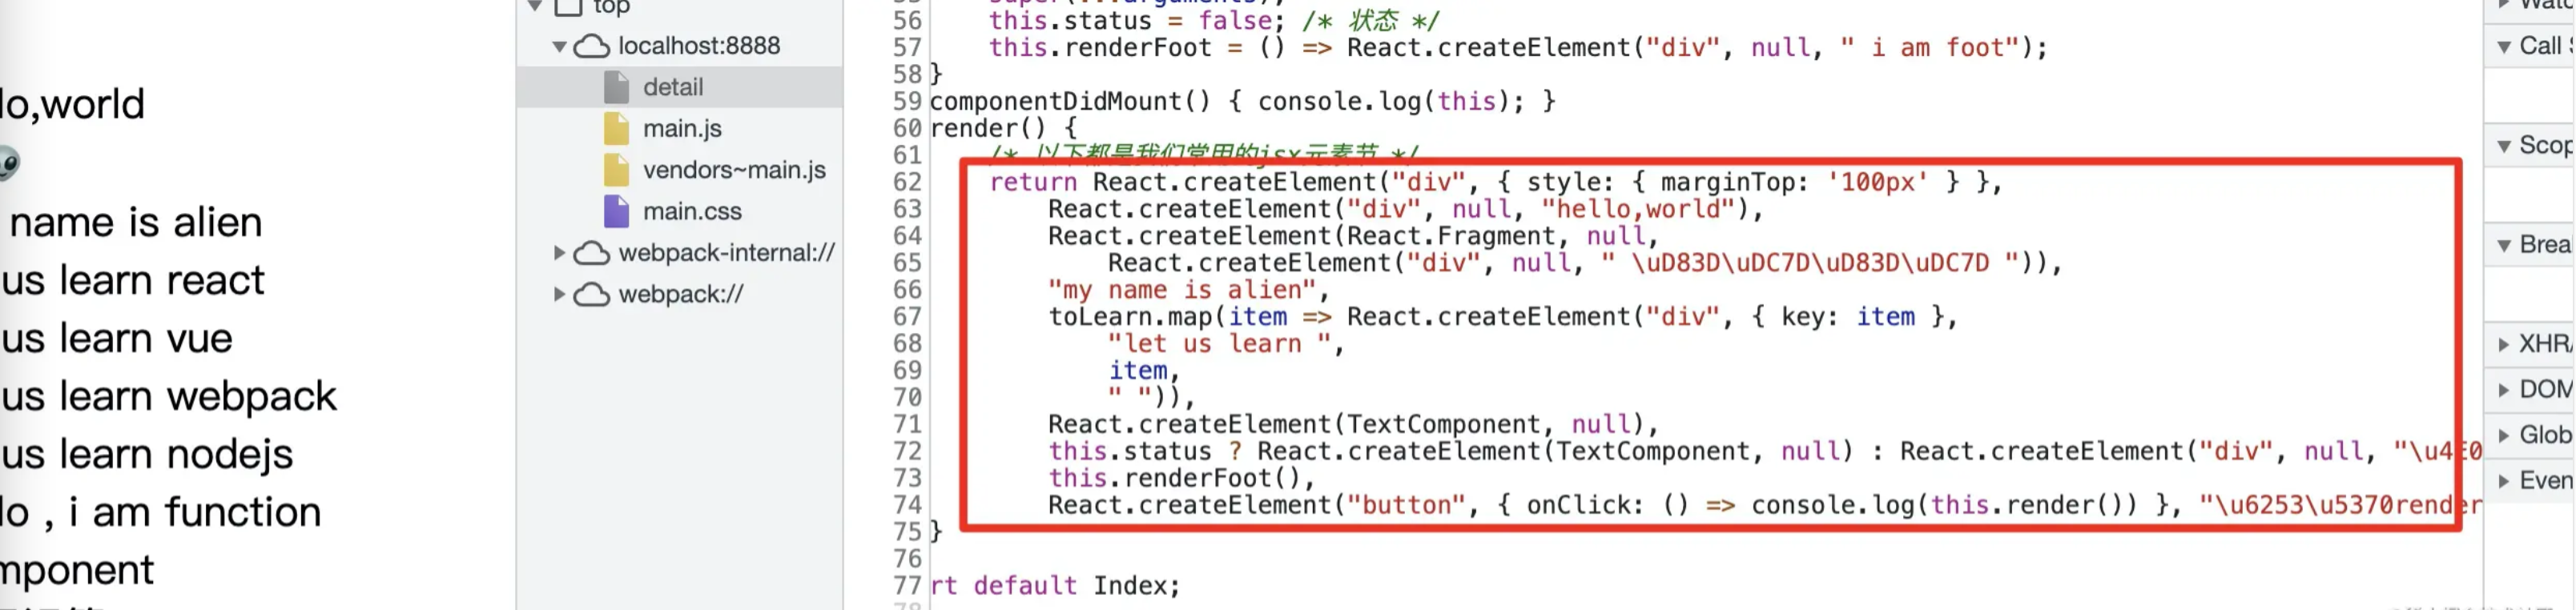 lo,world
👽
name is alien
us learn react
us learn vue
us learn webpack
us learn nodejs
lo , i am function
mponent
top
localhost:8888
detail
main.js
vendors~main.js
main.css
webpack-internal://
webpack://
56 this.status = false; /* 状态 */
57 this.renderFoot = () => React.createElement("div", null, " i am foot");
58 }
59 componentDidMount() { console.log(this); }
60 render() {
61 /* 以下都是我们常用的jsx元素节 */
62 return React.createElement("div", { style: { marginTop: '100px' } },
63 React.createElement("div", null, "hello,world"),
64 React.createElement(React.Fragment, null,
65 React.createElement("div", null, " \uD83D\uDC7D\uD83D\uDC7D ")),
66 "my name is alien",
67 toLearn.map(item => React.createElement("div", { key: item },
68 "let us learn ",
69 item,
70 " ")),
71 React.createElement(TextComponent, null),
72 this.status ? React.createElement(TextComponent, null) : React.createElement("div", null, "\u4E0
73 this.renderFoot(),
74 React.createElement("button", { onClick: () => console.log(this.render()) }, "\u6253\u5370render
75 }
76
77 rt default Index;
Call
Scop
Brea
XHR/
DOM
Glob
Even